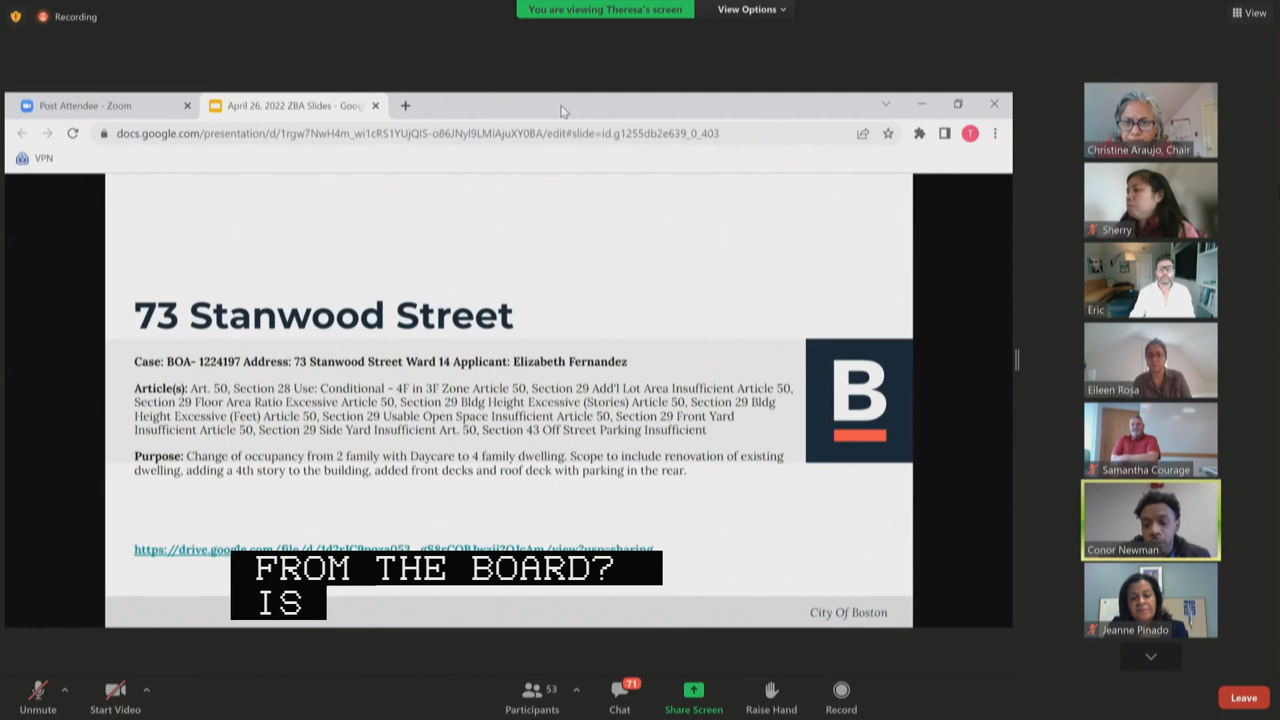 Recording
You are viewing Theresa's screen
View Options
View
Post Attendee - Zoom
April 26, 2022 ZBA Slides - Goog
docs.google.com/presentation/d/1rgw7NwH4m_wi1cRS1YUjQIS-o86JNyI9LMIAjuXY0BA/edit#slide=id.g1255db2e639_0_403
T
VPN
73 Stanwood Street
Case: BOA- 1224197 Address: 73 Stanwood Street Ward 14 Applicant: Elizabeth Fernandez
Article(s): Art. 50, Section 28 Use: Conditional - 4F in 3F Zone Article 50, Section 29 Add'l Lot Area Insufficient Article 50,
Section 29 Floor Area Ratio Excessive Article 50, Section 29 Bldg Height Excessive (Stories) Article 50, Section 29 Bldg
Height Excessive (Feet) Article 50, Section 29 Usable Open Space Insufficient Article 50, Section 29 Front Yard
Insufficient Article 50, Section 29 Side Yard Insufficient Art. 50, Section 43 Off Street Parking Insufficient
Purpose: Change of occupancy from 2 family with Daycare to 4 family dwelling. Scope to include renovation of existing
dwelling, adding a 4th story to the building, added front decks and roof deck with parking in the rear.
B
FROM THE BOARD?
IS
City Of Boston
Christine Araujo, Chair
Sherry
Eric
Eileen Rosa
Samantha Courage
Conor Newman
Jeanne Pinado
Unmute
Start Video
53
Participants
71
Chat
Share Screen
Raise Hand
Record
Leave